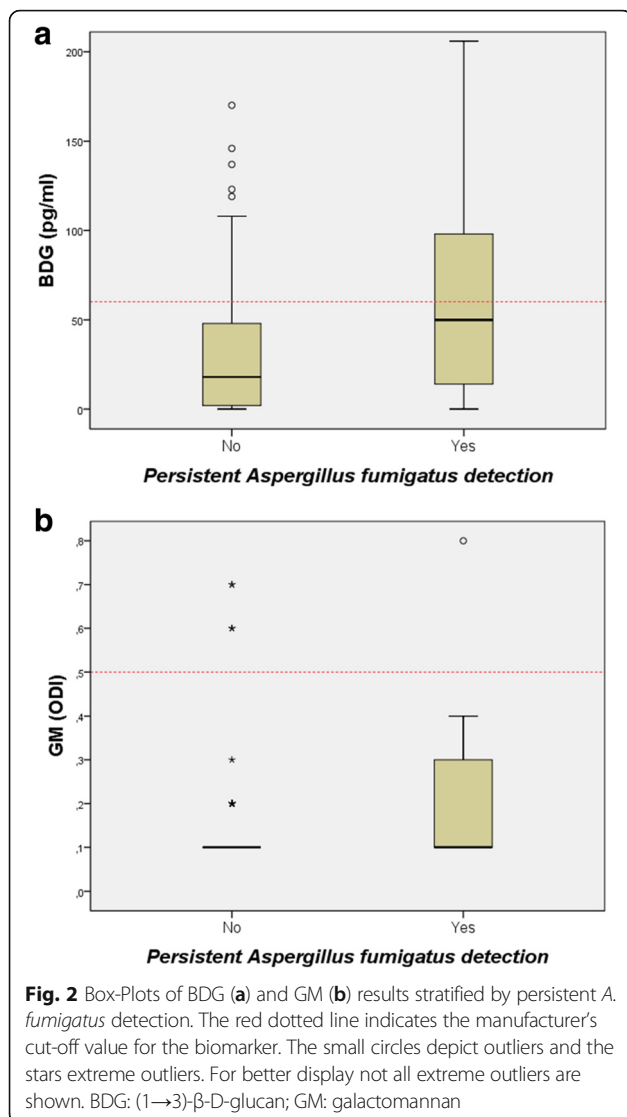 a
200
150
100
50
0
BDG (pg/ml)
No Yes
Persistent Aspergillus fumigatus detection
b
,8
,7
,6
,5
,4
,3
,2
,1
,0
GM (ODI)
No Yes
Persistent Aspergillus fumigatus detection
Fig. 2 Box-Plots of BDG (a) and GM (b) results stratified by persistent A.
fumigatus detection. The red dotted line indicates the manufacturer's
cut-off value for the biomarker. The small circles depict outliers and the
stars extreme outliers. For better display not all extreme outliers are
shown. BDG: (1→3)-β-D-glucan; GM: galactomannan